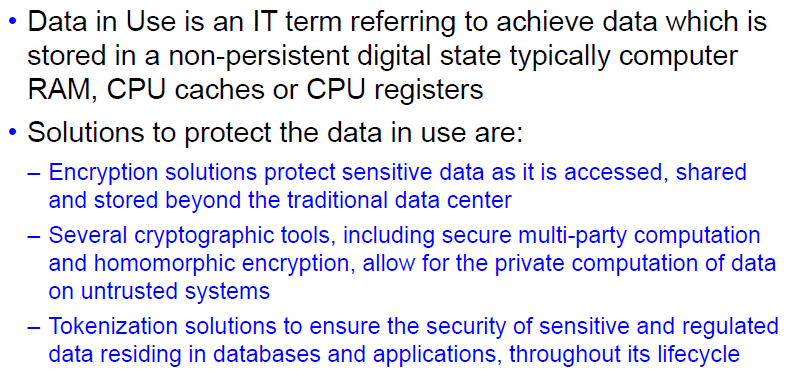 • Data in Use is an IT term referring to achieve data which is
stored in a non-persistent digital state typically computer
RAM, CPU caches or CPU registers
• Solutions to protect the data in use are:
– Encryption solutions protect sensitive data as it is accessed, shared
and stored beyond the traditional data center
– Several cryptographic tools, including secure multi-party computation
and homomorphic encryption, allow for the private computation of data
on untrusted systems
– Tokenization solutions to ensure the security of sensitive and regulated
data residing in databases and applications, throughout its lifecycle